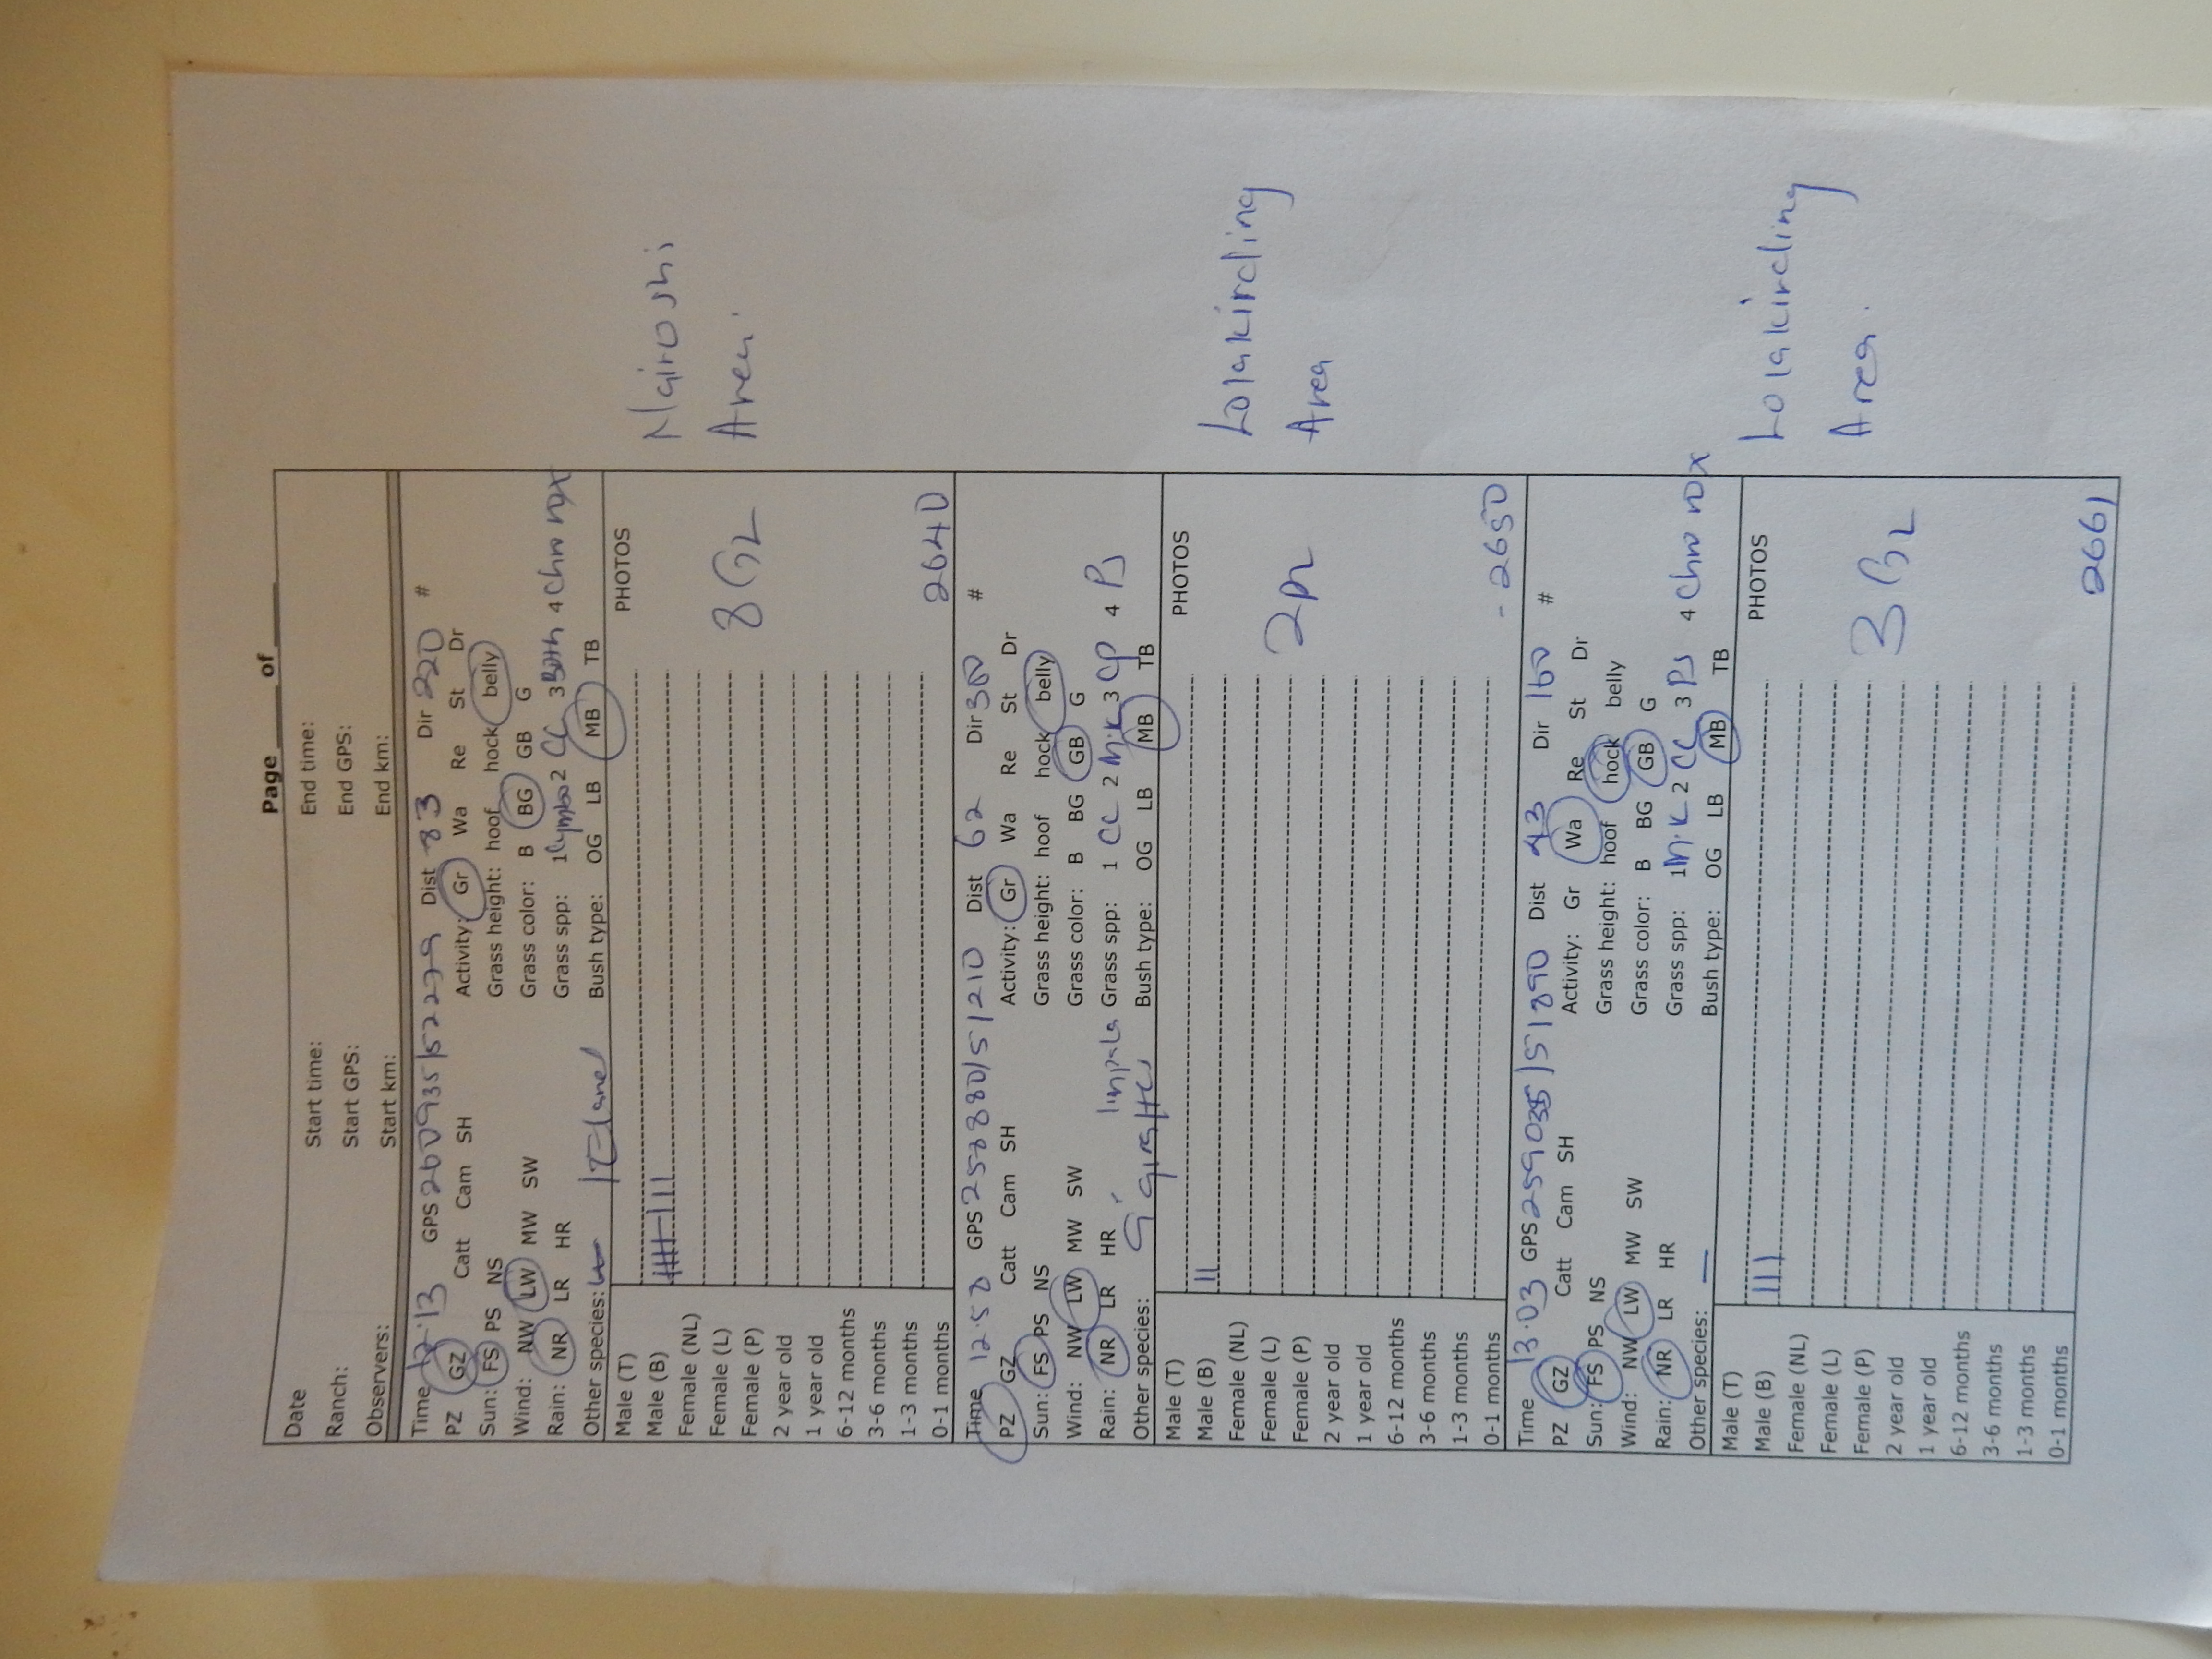 Page _____ of _____
Date Start time: End time:
Ranch: Start GPS: End GPS:
Observers: Start km: End km:
Time 12.13 GPS 260935/52279 Dist 83 Dir 220 #
PZ GZ Catt Cam SH Activity: Gr Wa Re St Dr
Sun: FS PS NS Grass height: hoof hock belly
Wind: NW LW MW SW Grass color: B BG GB G
Rain: NR LR HR Grass spp: 1 Cymbo 2 CC 3 Both 4 Chro rox
Other species: 1 Eland Bush type: OG LB MB TB
Male (T) PHOTOS
Male (B) |||| |||
Female (NL)
Female (L)
Female (P) 8 Gz
2 year old
1 year old
6-12 months
3-6 months
1-3 months
0-1 months 2640
Nairoshi
Area.
Time 12.58 GPS 258880/51210 Dist 62 Dir 300 #
PZ GZ Catt Cam SH Activity: Gr Wa Re St Dr
Sun: FS PS NS Grass height: hoof hock belly
Wind: NW LW MW SW Grass color: B BG GB G
Rain: NR LR HR Impala Grass spp: 1 CC 2 M.K 3 CP 4 PS
Other species: 9 giraffes Bush type: OG LB MB TB
Male (T) PHOTOS
Male (B) ||
Female (NL)
Female (L)
Female (P) 2 Pz
2 year old
1 year old
6-12 months
3-6 months
1-3 months
0-1 months - 2650
Lolakirding
Area
Time 13.03 GPS 259035/51890 Dist 43 Dir 160 #
PZ GZ Catt Cam SH Activity: Gr Wa Re St Dr
Sun: FS PS NS Grass height: hoof hock belly
Wind: NW LW MW SW Grass color: B BG GB G
Rain: NR LR HR Grass spp: 1 M.K 2 CC 3 PS 4 Chro rox
Other species: — Bush type: OG LB MB TB
Male (T) PHOTOS
Male (B) |||
Female (NL)
Female (L)
Female (P) 3 Gz
2 year old
1 year old
6-12 months
3-6 months
1-3 months
0-1 months 2661
Lolakirding
Area.